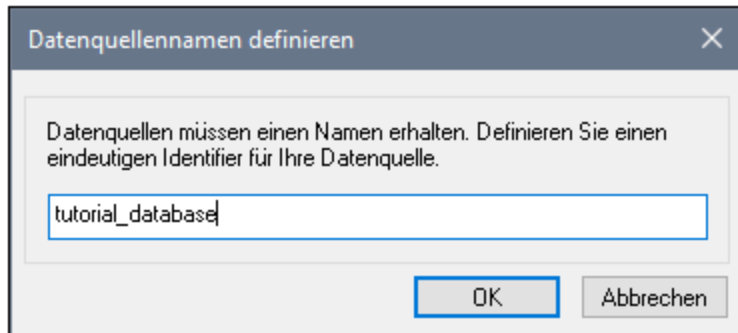 Datenquellennamen definieren
Datenquellen müssen einen Namen erhalten. Definieren Sie einen
eindeutigen Identifier für Ihre Datenquelle.
tutorial_database
OK Abbrechen